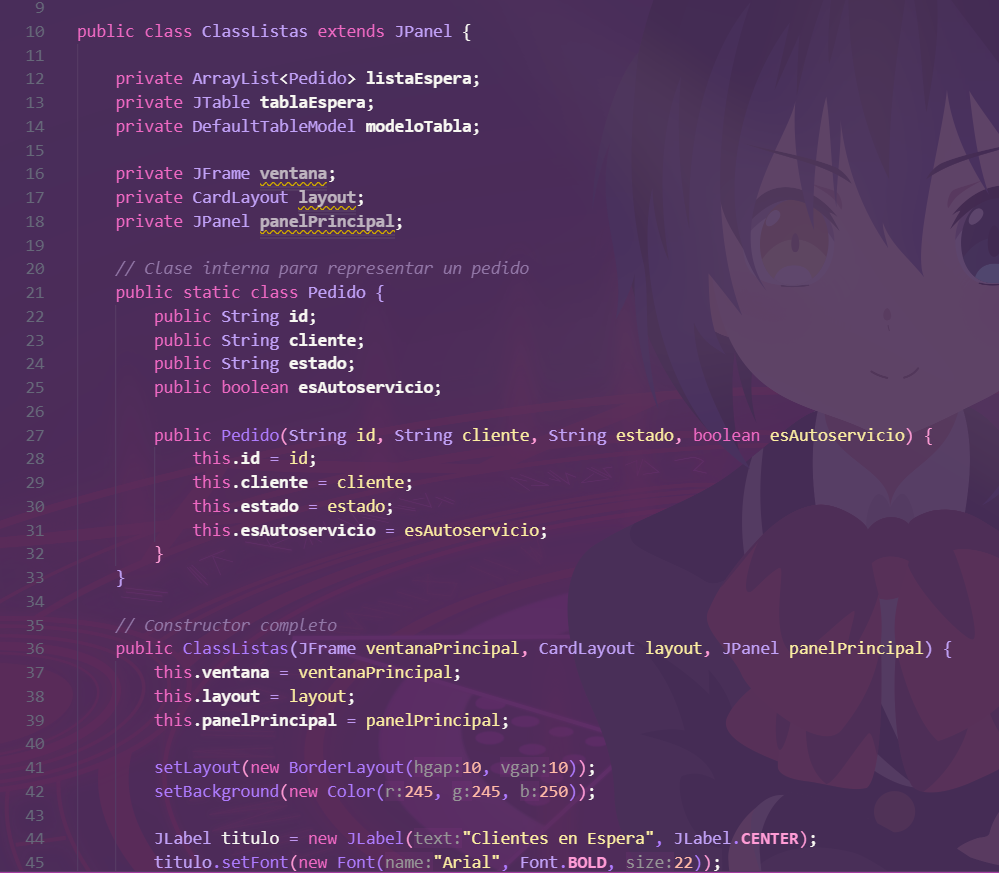 9
10 public class ClassListas extends JPanel {
11
12     private ArrayList<Pedido> listaEspera;
13     private JTable tablaEspera;
14     private DefaultTableModel modeloTabla;
15
16     private JFrame ventana;
17     private CardLayout layout;
18     private JPanel panelPrincipal;
19
20     // Clase interna para representar un pedido
21     public static class Pedido {
22         public String id;
23         public String cliente;
24         public String estado;
25         public boolean esAutoservicio;
26
27         public Pedido(String id, String cliente, String estado, boolean esAutoservicio) {
28             this.id = id;
29             this.cliente = cliente;
30             this.estado = estado;
31             this.esAutoservicio = esAutoservicio;
32         }
33     }
34
35     // Constructor completo
36     public ClassListas(JFrame ventanaPrincipal, CardLayout layout, JPanel panelPrincipal) {
37         this.ventana = ventanaPrincipal;
38         this.layout = layout;
39         this.panelPrincipal = panelPrincipal;
40
41         setLayout(new BorderLayout(hgap:10, vgap:10));
42         setBackground(new Color(r:245, g:245, b:250));
43
44         JLabel titulo = new JLabel(text:"Clientes en Espera", JLabel.CENTER);
45         titulo.setFont(new Font(name:"Arial", Font.BOLD, size:22));